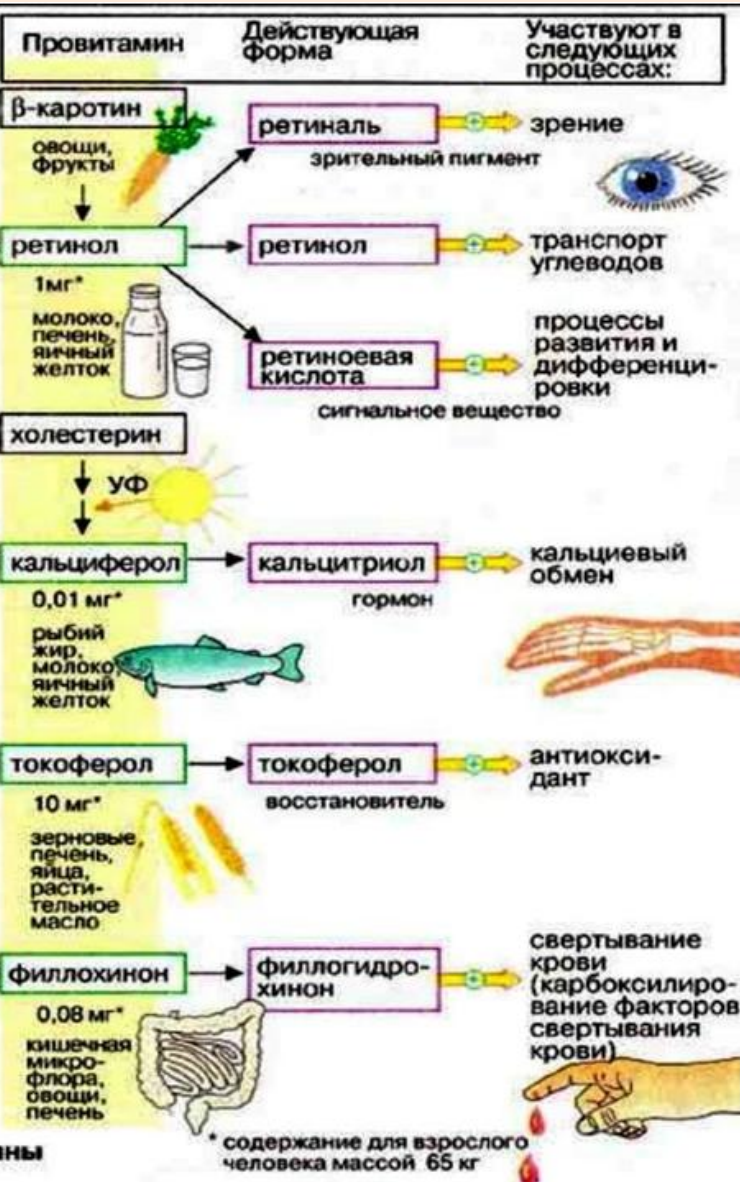 Провитамин
Действующая
форма
Участвуют в
следующих
процессах:
β-каротин
овощи,
фрукты
ретиналь
зрительный пигмент
зрение
ретинол
1мг*
молоко,
печень,
яичный
желток
ретинол
транспорт
углеводов
ретиноевая
кислота
сигнальное вещество
процессы
развития и
дифференци-
ровки
холестерин
УФ
кальциферол
0,01 мг*
рыбий
жир,
молоко,
яичный
желток
кальцитриол
гормон
кальциевый
обмен
токоферол
10 мг*
зерновые,
печень,
яйца,
расти-
тельное
масло
токоферол
восстановитель
антиокси-
дант
филлохинон
0,08 мг*
кишечная
микро-
флора,
овощи,
печень
филлогидро-
хинон
свертывание
крови
(карбоксилиро-
вание факторов
свертывания
крови)
* содержание для взрослого
человека массой 65 кг